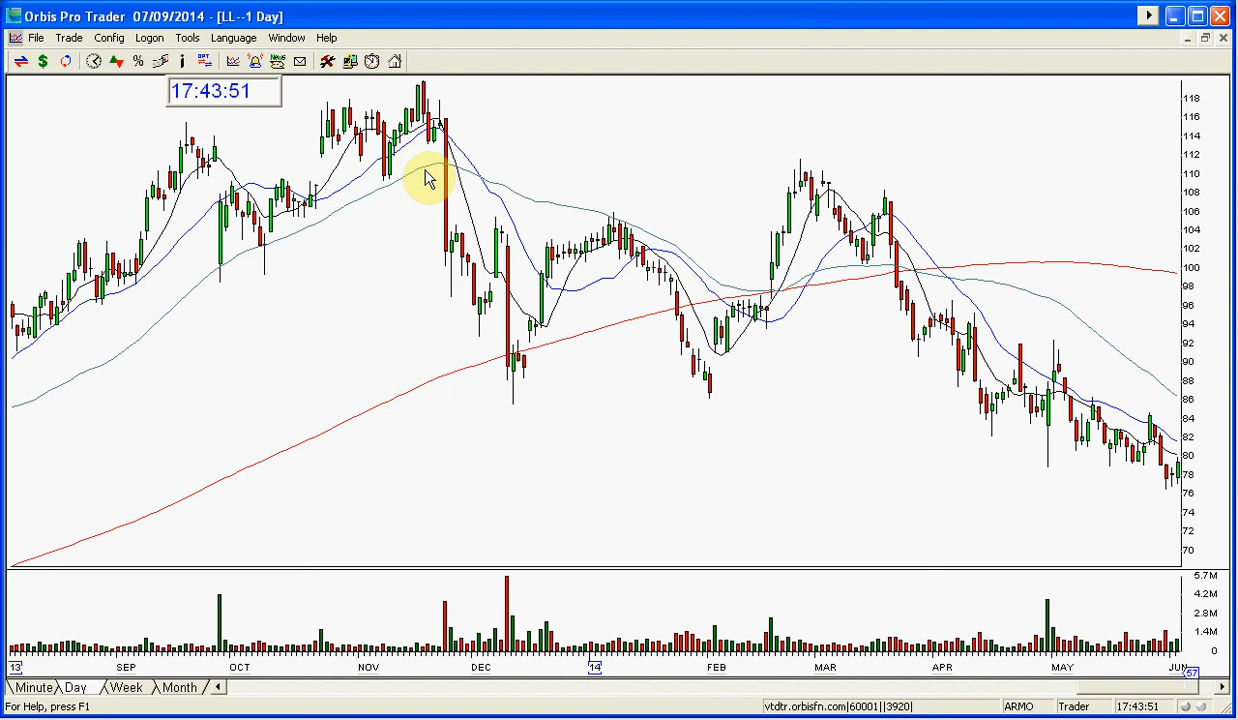 Orbis Pro Trader 07/09/2014 - [LL--1 Day]
File Trade Config Logon Tools Language Window Help
$ % i OPT News
17:43:51
118
116
114
112
110
108
106
104
102
100
98
96
94
92
90
88
86
84
82
80
78
76
74
72
70
5.7M
4.2M
2.8M
1.4M
0
13 SEP OCT NOV DEC '14 FEB MAR APR MAY JUN
57
Minute Day Week Month
For Help, press F1 vtdtr.orbisfn.com|60001||3920| ARMO Trader 17:43:51